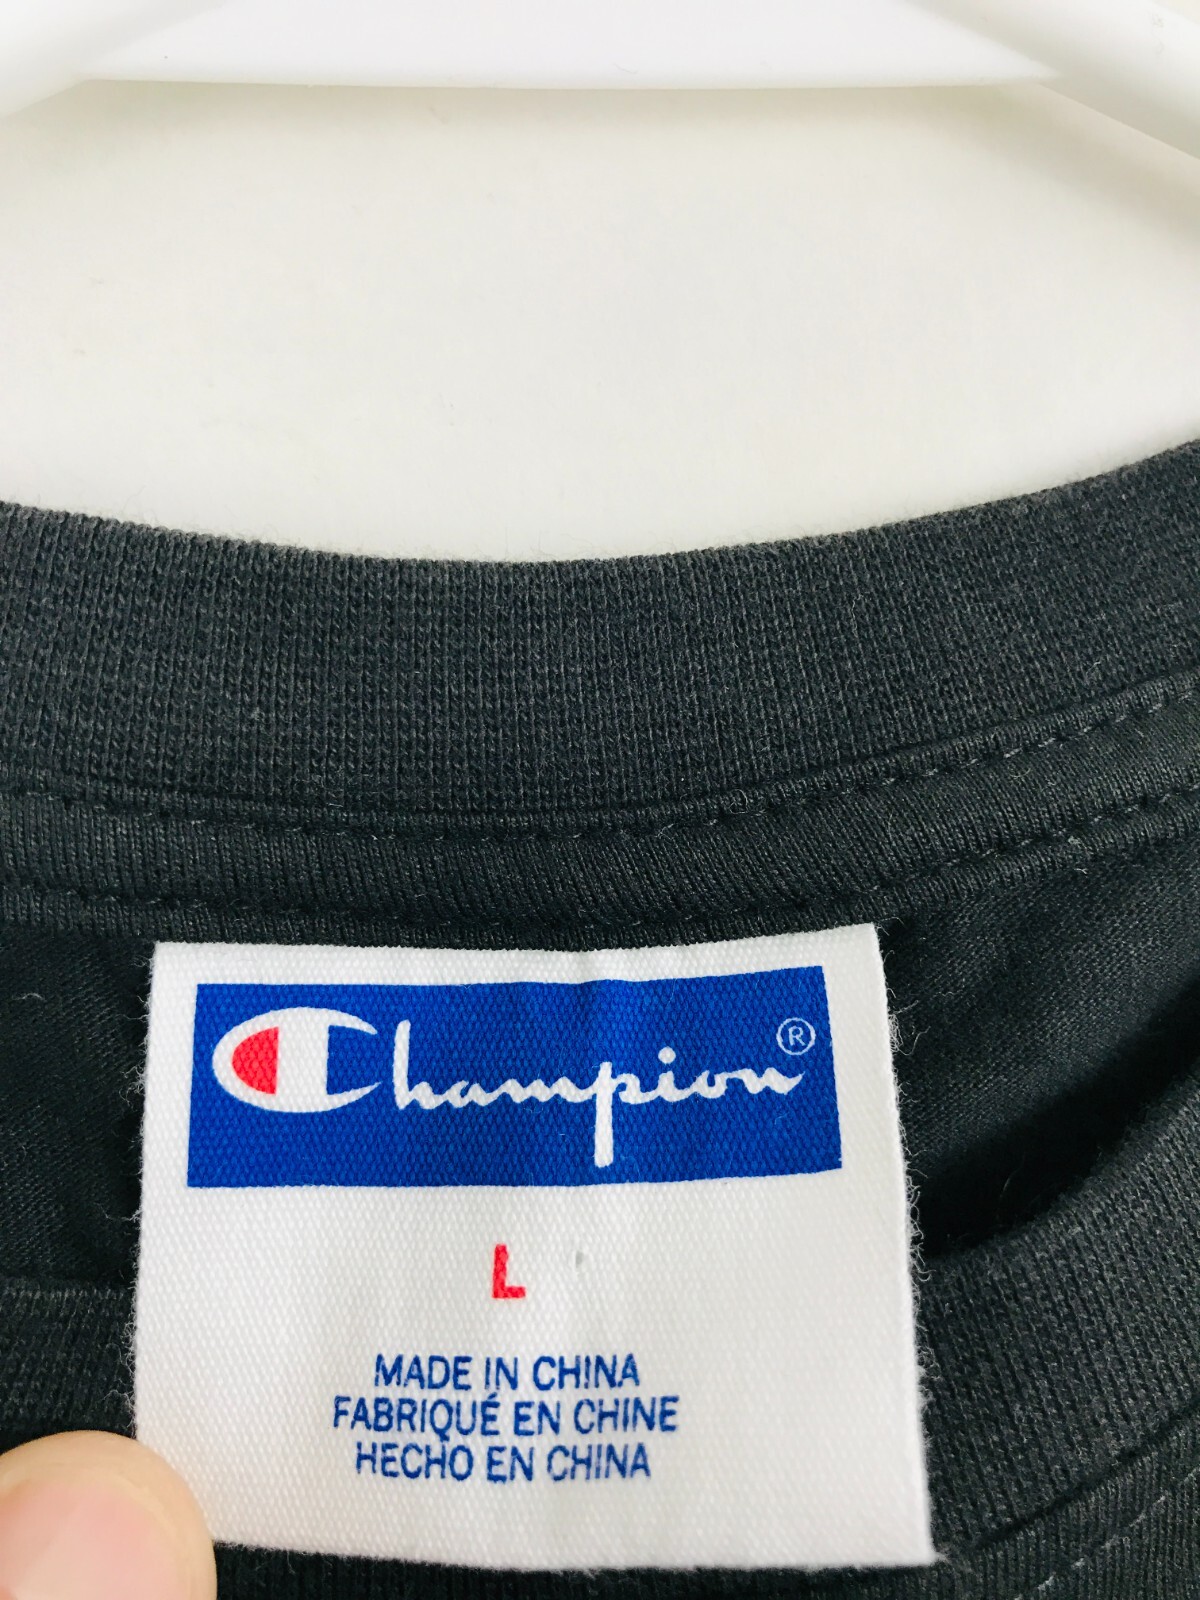 Champion®
L
MADE IN CHINA
FABRIQUÉ EN CHINE
HECHO EN CHINA